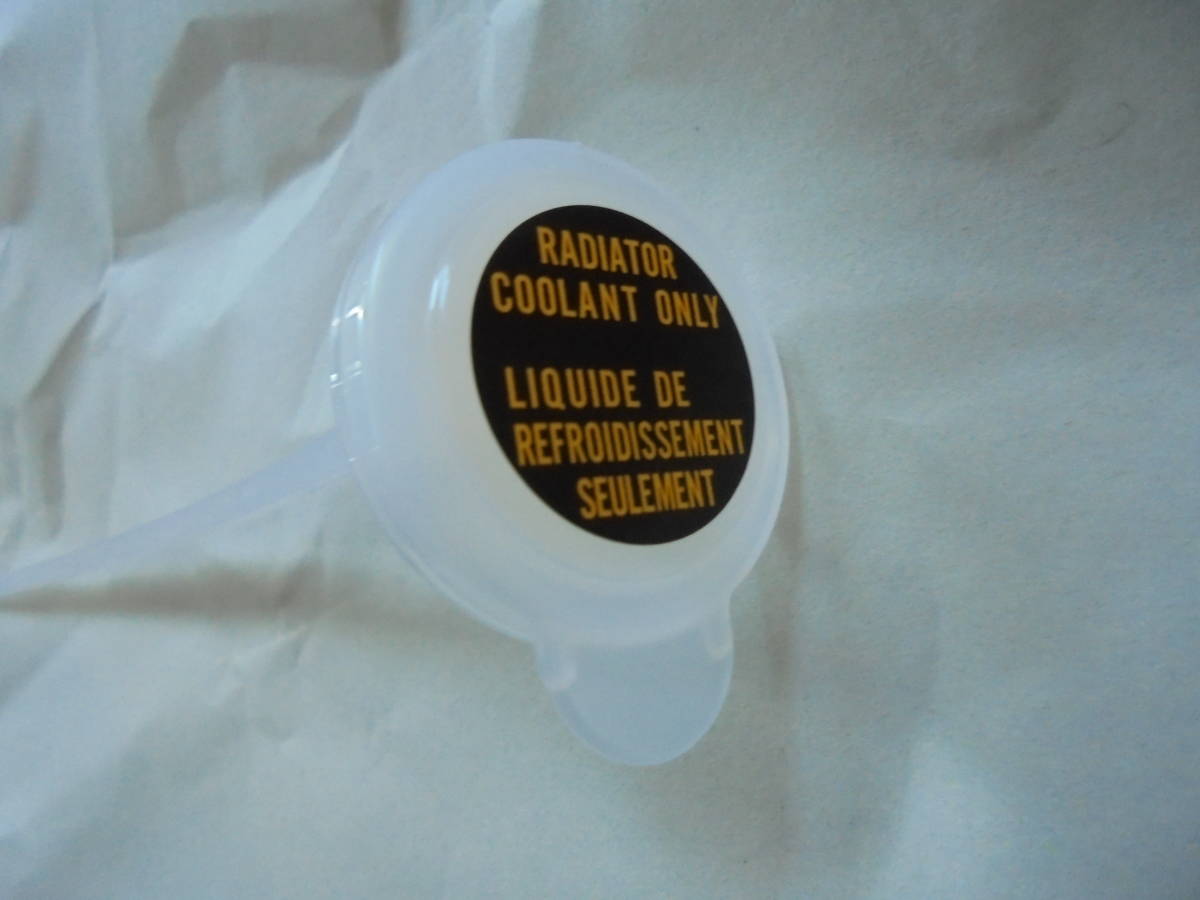 RADIATOR
COOLANT ONLY
LIQUIDE DE
REFROIDISSEMENT
SEULEMENT